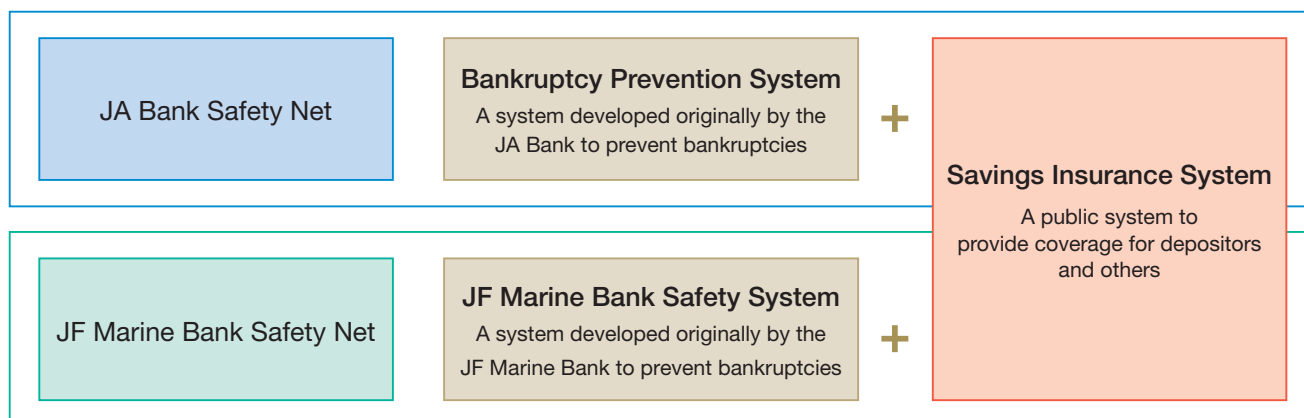 JA Bank Safety Net
Bankruptcy Prevention System
A system developed originally by the
JA Bank to prevent bankruptcies
+
JF Marine Bank Safety Net
JF Marine Bank Safety System
A system developed originally by the
JF Marine Bank to prevent bankruptcies
+
Savings Insurance System
A public system to
provide coverage for depositors
and others